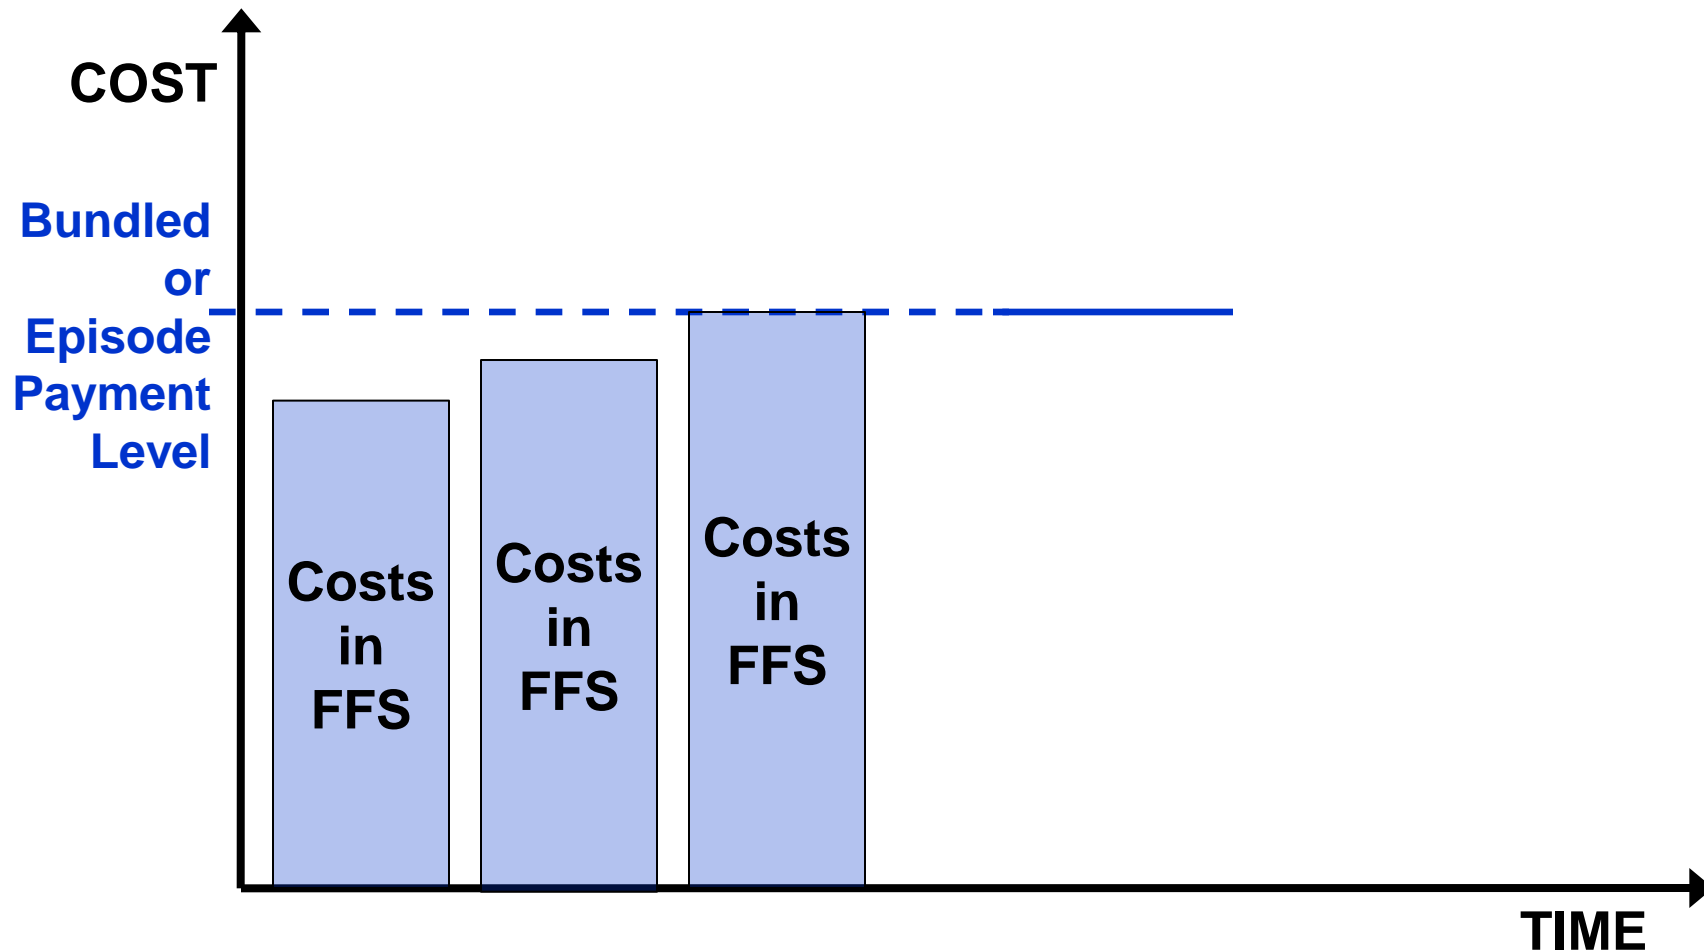 COST
Bundled
or
Episode
Payment
Level
Costs
in
FFS
Costs
in
FFS
Costs
in
FFS
TIME